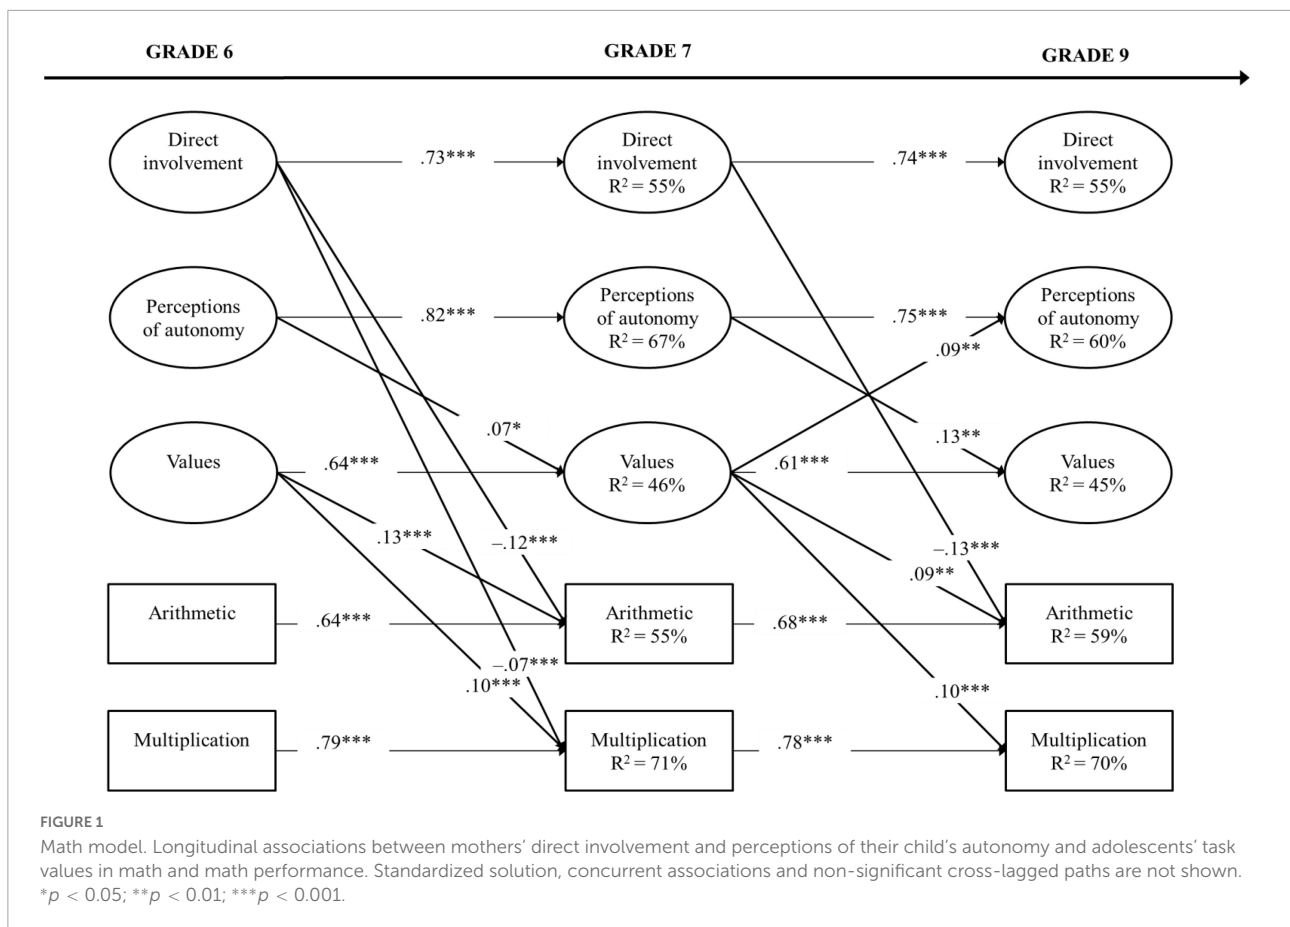 GRADE 6
GRADE 7
GRADE 9
Direct
involvement
.73***
Direct
involvement
R² = 55%
.74***
Direct
involvement
R² = 55%
Perceptions
of autonomy
.82***
Perceptions
of autonomy
R² = 67%
.75***
Perceptions
of autonomy
R² = 60%
.09**
.07*
.13**
Values
.64***
Values
R² = 46%
.61***
Values
R² = 45%
.13***
–.12***
–.13***
.09**
Arithmetic
.64***
Arithmetic
R² = 55%
.68***
Arithmetic
R² = 59%
–.07***
.10***
.10***
Multiplication
.79***
Multiplication
R² = 71%
.78***
Multiplication
R² = 70%
FIGURE 1
Math model. Longitudinal associations between mothers’ direct involvement and perceptions of their child’s autonomy and adolescents’ task
values in math and math performance. Standardized solution, concurrent associations and non-significant cross-lagged paths are not shown.
*p < 0.05; **p < 0.01; ***p < 0.001.